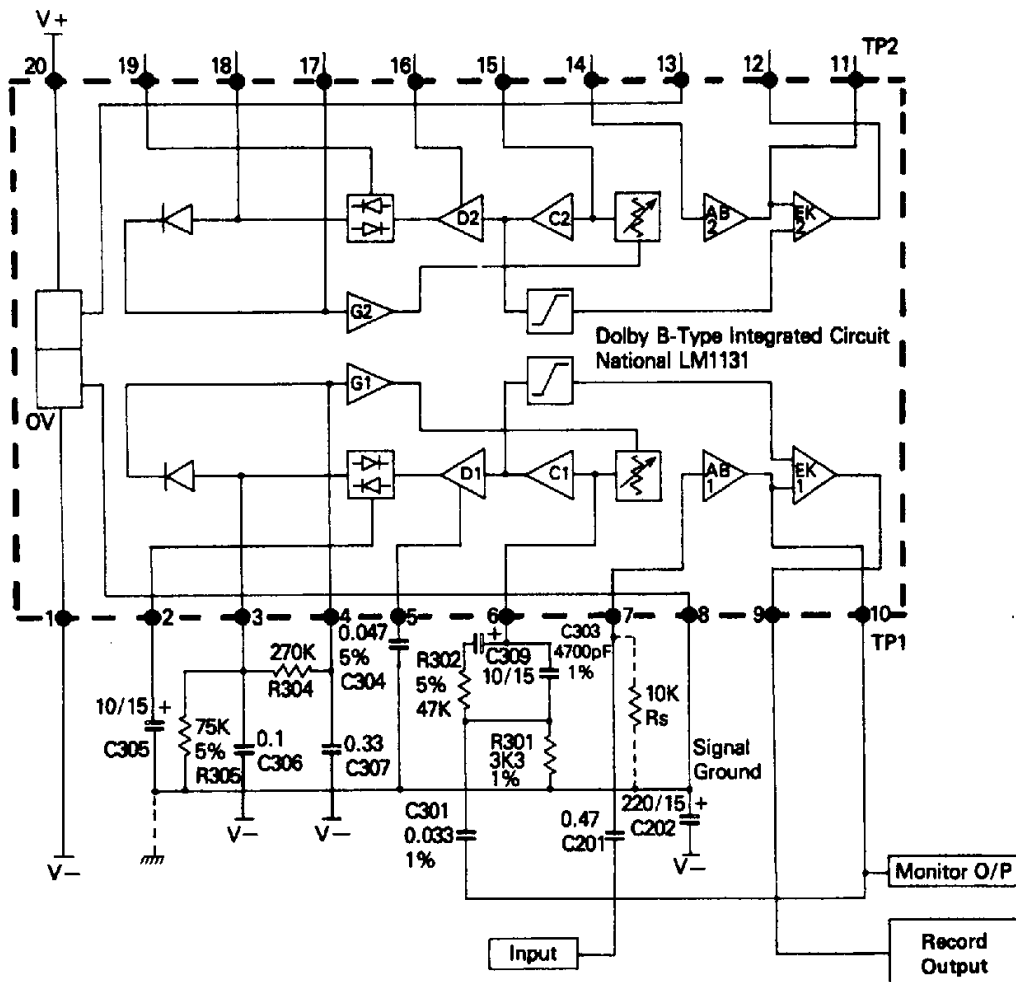 V+
TP2
20
19
18
17
16
15
14
13
12
11
D2
C2
AB
2
EK
2
G2
Dolby B-Type Integrated Circuit
National LM1131
G1
OV
D1
C1
AB
1
EK
1
1
2
3
4
5
6
7
8
9
10
TP1
270K
R304
0.047
5%
C304
R302
5%
47K
+
C309
10/15
C303
4700pF
1%
10K
Rs
10/15 +
C305
75K
5%
R305
0.1
C306
0.33
C307
R301
3K3
1%
Signal
Ground
C301
0.033
1%
0.47
C201
220/15 +
C202
V-
V-
V-
V-
Monitor O/P
Input
Record
Output